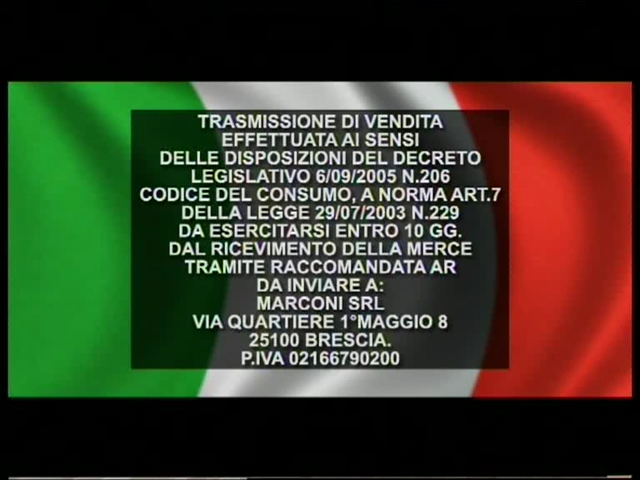 TRASMISSIONE DI VENDITA
EFFETTUATA AI SENSI
DELLE DISPOSIZIONI DEL DECRETO
LEGISLATIVO 6/09/2005 N.206
CODICE DEL CONSUMO, A NORMA ART.7
DELLA LEGGE 29/07/2003 N.229
DA ESERCITARSI ENTRO 10 GG.
DAL RICEVIMENTO DELLA MERCE
TRAMITE RACCOMANDATA AR
DA INVIARE A:
MARCONI SRL
VIA QUARTIERE 1°MAGGIO 8
25100 BRESCIA.
P.IVA 02166790200